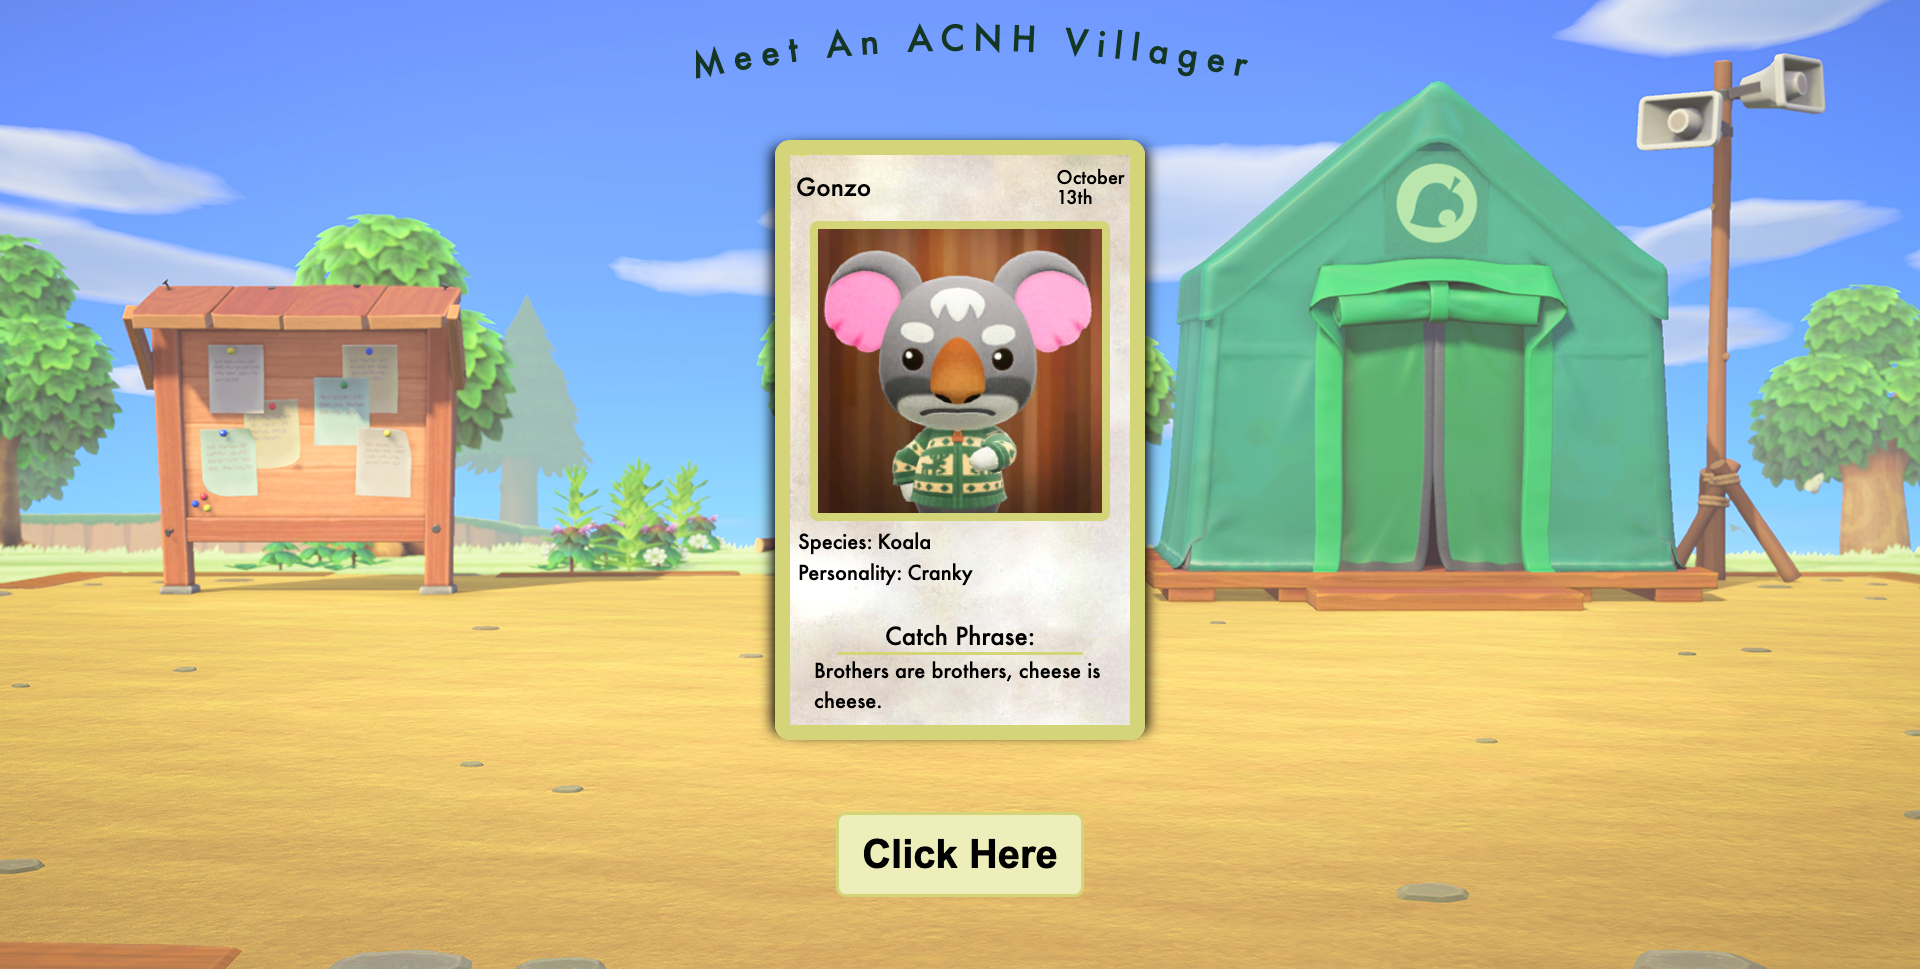 Meet An ACNH Villager
Gonzo
October
13th
Species: Koala
Personality: Cranky
Catch Phrase:
Brothers are brothers, cheese is
cheese.
Click Here